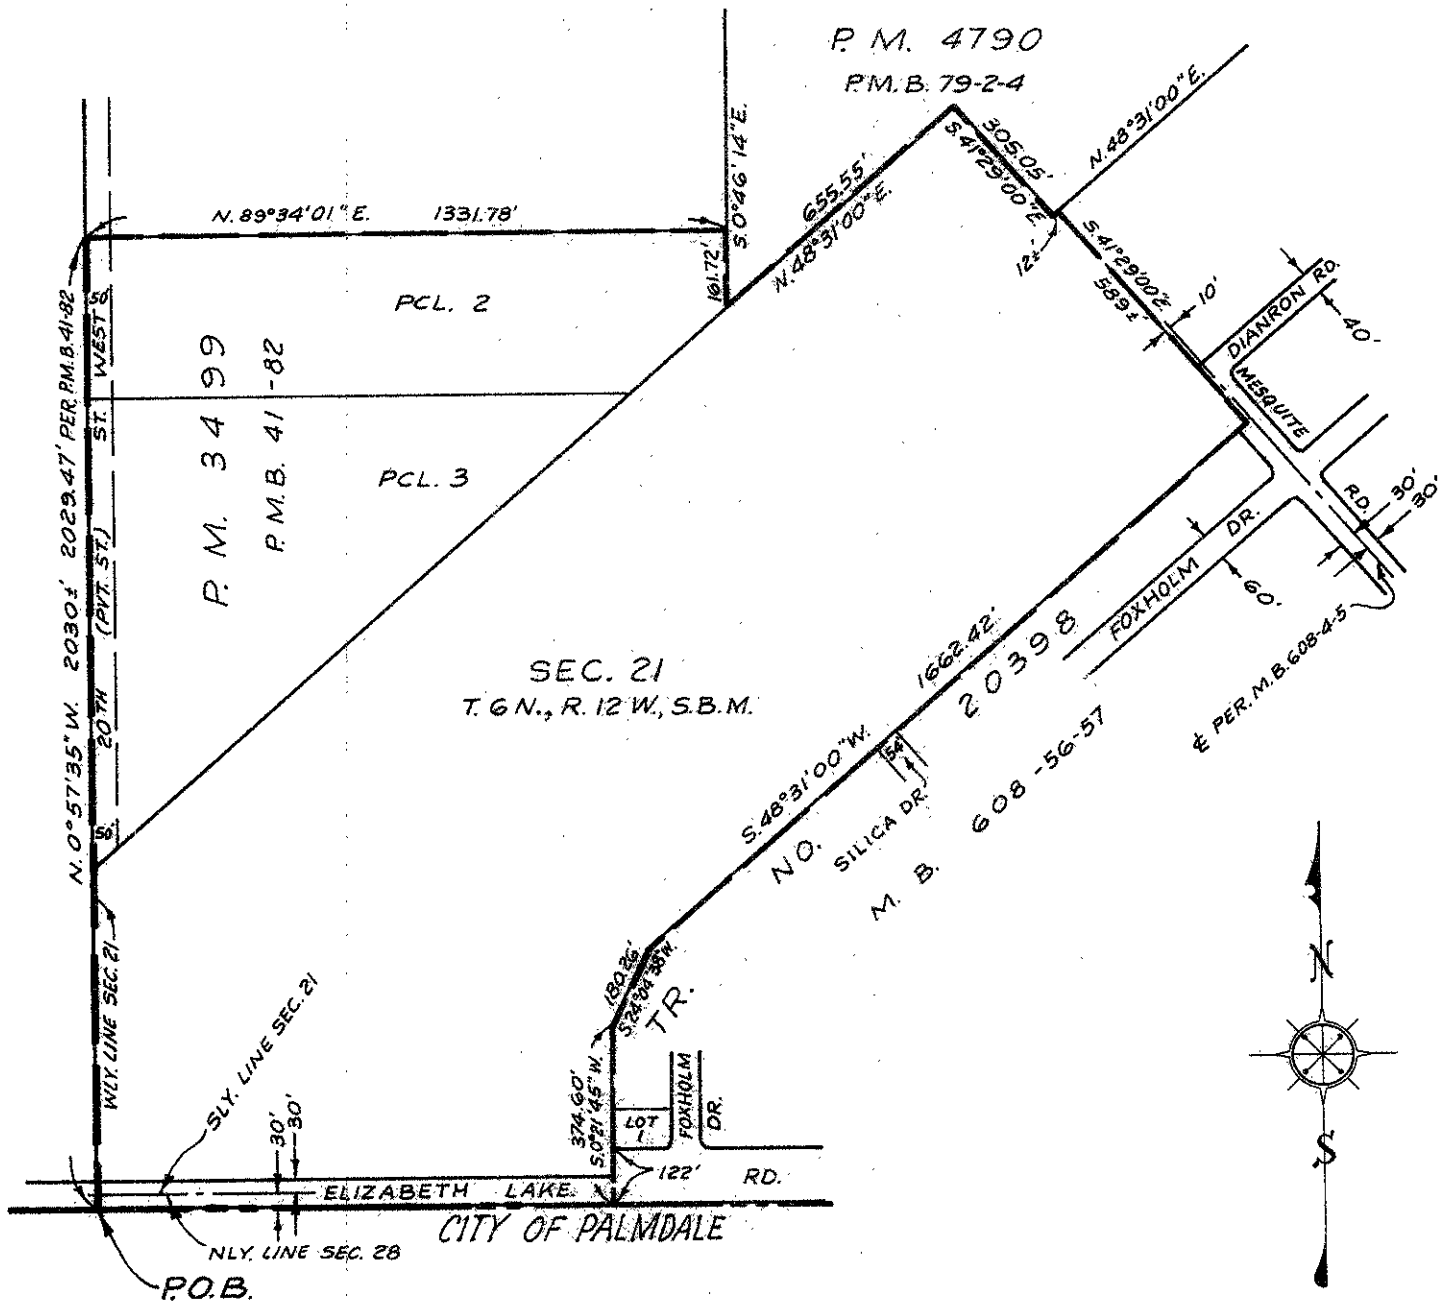 P. M. 4790
P.M.B. 79-2-4
N.48°31'00"E.
305.05'
S.41°29'00"E
S.0°46'14"E.
655.55'
N.48°31'00"E.
N.89°34'01"E. 1331.78'
161.72'
12±'
S.41°29'00"E
589±'
10'
DIANRON RD.
40'
MESQUITE
RD.
30'
30'
PCL. 2
P. M. 3499
P.M.B. 41-82
PCL. 3
50'
20TH (PVT. ST.) ST. WEST
50'
N. 0°57'35"W. 2030±' 2029.47' PER P.M.B. 41-82
SEC. 21
T. 6 N., R. 12 W., S.B.M.
FOXHOLM DR.
60'
₵ PER. M.B. 608-4-5
S.48°31'00"W. 1662.42'
54'
SILICA DR.
TR. NO. 20398
M. B. 608-56-57
180.26'
S.24°04'38"W.
WLY. LINE SEC. 21
SLY. LINE SEC. 21
374.60'
S.0°21'45"W.
LOT
1
FOXHOLM
DR.
30'
30'
122'
ELIZABETH LAKE RD.
CITY OF PALMDALE
NLY. LINE SEC. 28
P.O.B.
N
S